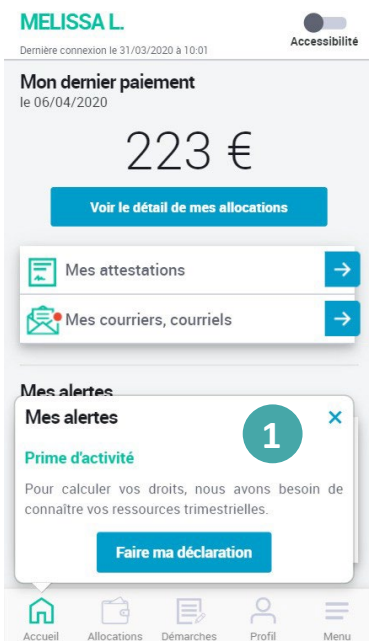 MELISSA L.
Dernière connexion le 31/03/2020 à 10:01
Accessibilité
Mon dernier paiement
le 06/04/2020
223 €
Voir le détail de mes allocations
Mes attestations
Mes courriers, courriels
Mes alertes
Mes alertes
1
Prime d'activité
Pour calculer vos droits, nous avons besoin de
connaître vos ressources trimestrielles.
Faire ma déclaration
Accueil Allocations Démarches Profil Menu